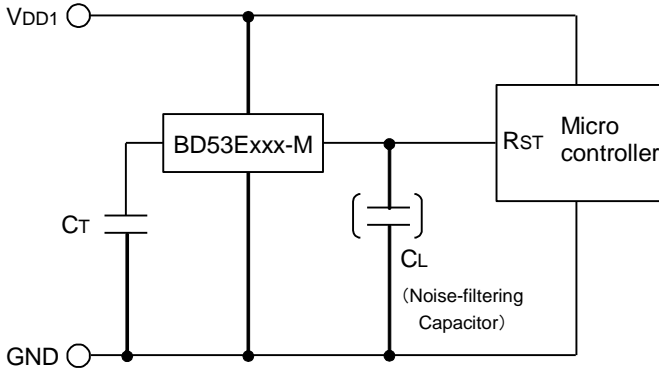 VDD1
BD53Exxx-M
RST
Micro
controller
CT
CL
（Noise-filtering
Capacitor）
GND